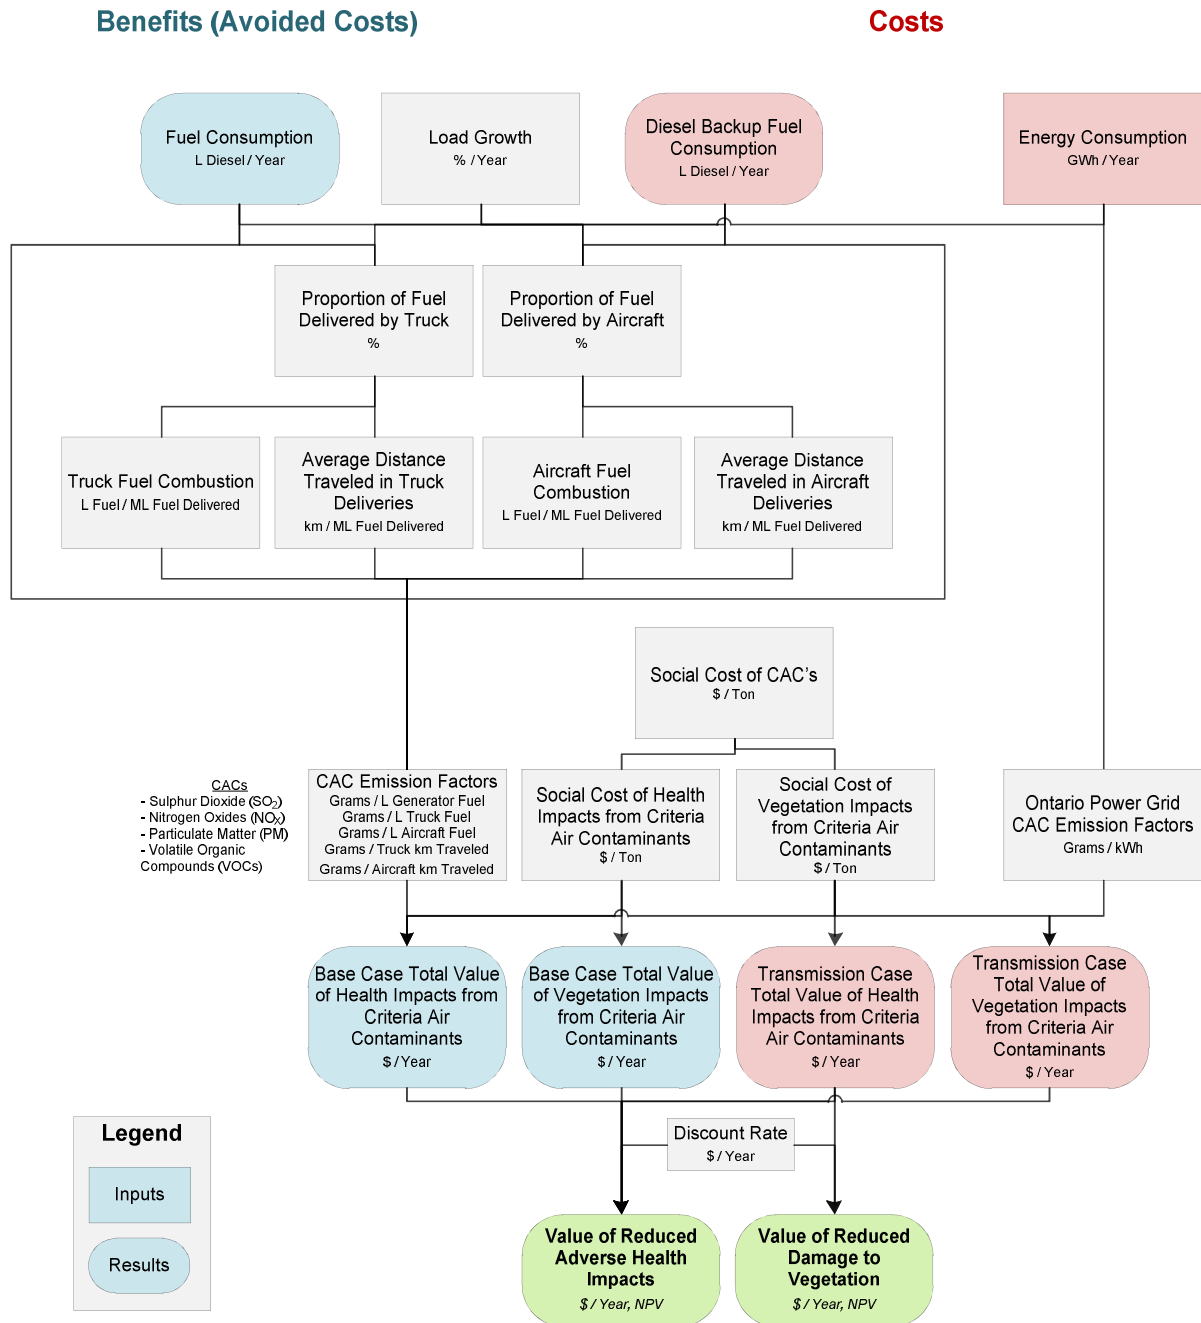 Benefits (Avoided Costs)
Costs
Fuel Consumption
L Diesel / Year
Load Growth
% / Year
Diesel Backup Fuel
Consumption
L Diesel / Year
Energy Consumption
GWh / Year
Proportion of Fuel
Delivered by Truck
%
Proportion of Fuel
Delivered by Aircraft
%
Truck Fuel Combustion
L Fuel / ML Fuel Delivered
Average Distance
Traveled in Truck
Deliveries
km / ML Fuel Delivered
Aircraft Fuel
Combustion
L Fuel / ML Fuel Delivered
Average Distance
Traveled in Aircraft
Deliveries
km / ML Fuel Delivered
Social Cost of CAC's
$ / Ton
CACs
- Sulphur Dioxide (SO2)
- Nitrogen Oxides (NOX)
- Particulate Matter (PM)
- Volatile Organic
Compounds (VOCs)
CAC Emission Factors
Grams / L Generator Fuel
Grams / L Truck Fuel
Grams / L Aircraft Fuel
Grams / Truck km Traveled
Grams / Aircraft km Traveled
Social Cost of Health
Impacts from Criteria
Air Contaminants
$ / Ton
Social Cost of
Vegetation Impacts
from Criteria Air
Contaminants
$ / Ton
Ontario Power Grid
CAC Emission Factors
Grams / kWh
Base Case Total Value
of Health Impacts from
Criteria Air
Contaminants
$ / Year
Base Case Total Value
of Vegetation Impacts
from Criteria Air
Contaminants
$ / Year
Transmission Case
Total Value of Health
Impacts from Criteria
Air Contaminants
$ / Year
Transmission Case
Total Value of
Vegetation Impacts
from Criteria Air
Contaminants
$ / Year
Legend
Inputs
Results
Discount Rate
$ / Year
Value of Reduced
Adverse Health
Impacts
$ / Year, NPV
Value of Reduced
Damage to
Vegetation
$ / Year, NPV